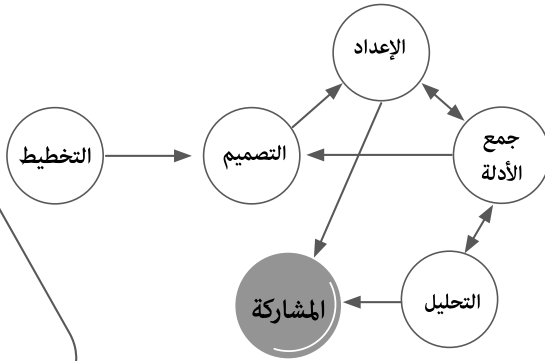 الإعداد
جمع
الأدلة
التصميم
التخطيط
التحليل
المشاركة